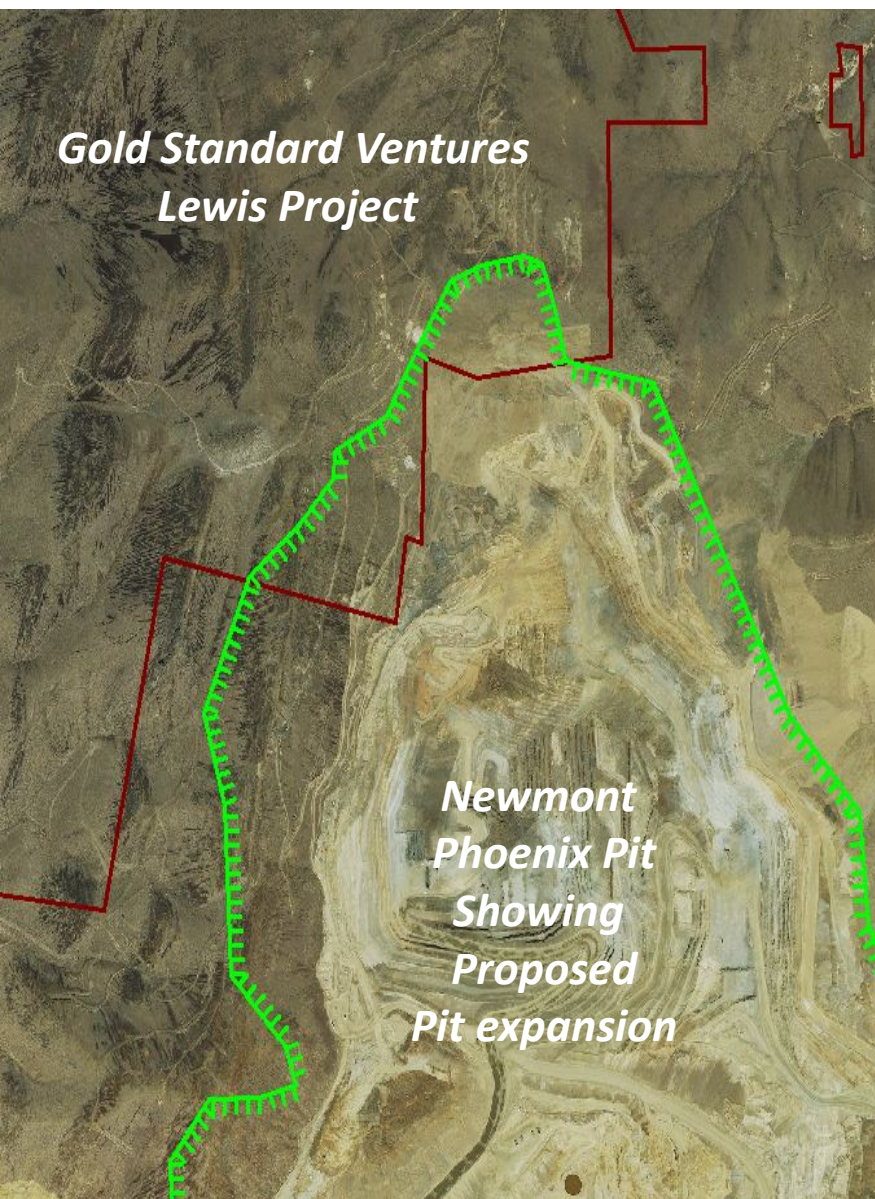 Gold Standard Ventures
Lewis Project
Newmont
Phoenix Pit
Showing
Proposed
Pit expansion